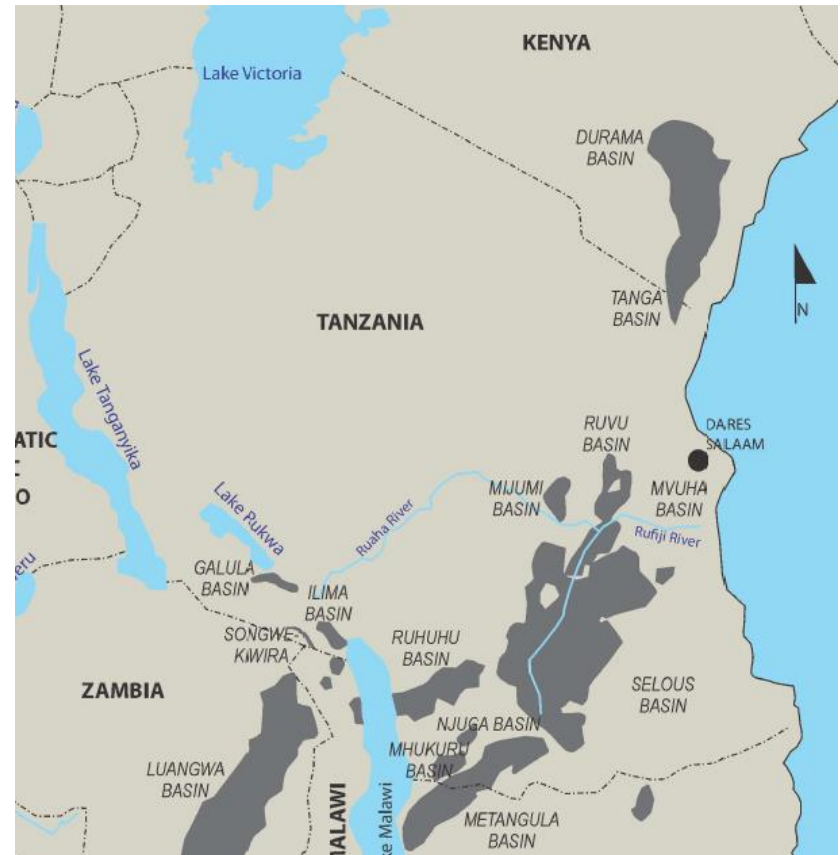 KENYA
Lake Victoria
DURAMA
BASIN
TANGA
BASIN
TANZANIA
Lake Tanganyika
ATIC
C
O
RUVU
BASIN
DARES
SALAAM
MIJUMI
BASIN
MVUHA
BASIN
Lake Rukwa
Ruaha River
Rufiji River
eru
GALULA
BASIN
ILIMA
BASIN
SONGWE-
KIWIRA
RUHUHU
BASIN
ZAMBIA
SELOUS
BASIN
NJUGA BASIN
MHUKURU
BASIN
LUANGWA
BASIN
METANGULA
BASIN
MALAWI
ke Malawi
N